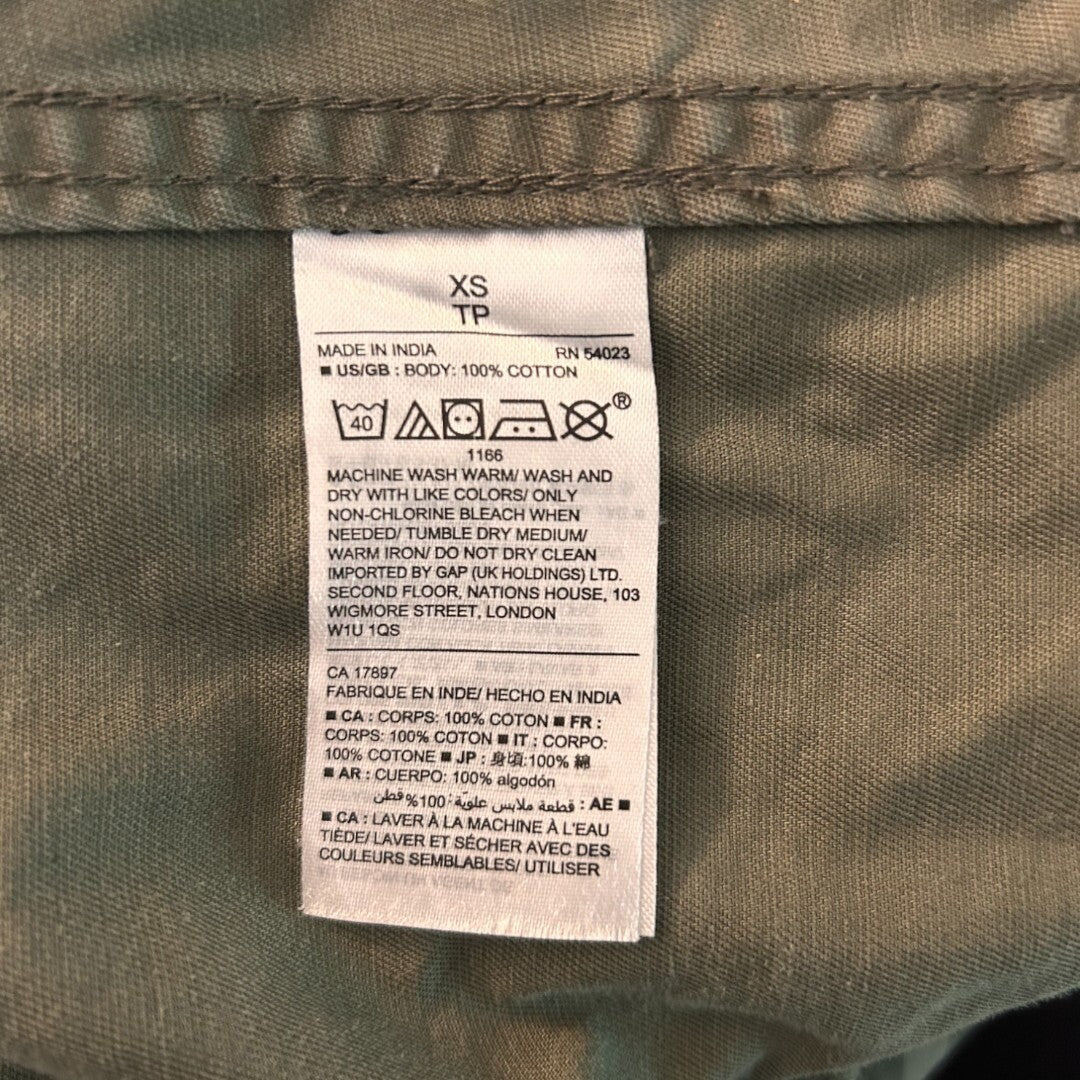 XS
TP
MADE IN INDIA RN 54023
■ US/GB : BODY: 100% COTTON
40 ®
1166
MACHINE WASH WARM/ WASH AND
DRY WITH LIKE COLORS/ ONLY
NON-CHLORINE BLEACH WHEN
NEEDED/ TUMBLE DRY MEDIUM/
WARM IRON/ DO NOT DRY CLEAN
IMPORTED BY GAP (UK HOLDINGS) LTD.
SECOND FLOOR, NATIONS HOUSE, 103
WIGMORE STREET, LONDON
W1U 1QS
CA 17897
FABRIQUE EN INDE/ HECHO EN INDIA
■ CA : CORPS: 100% COTON ■ FR :
CORPS: 100% COTON ■ IT : CORPO:
100% COTONE ■ JP : 身頃:100% 綿
■ AR : CUERPO: 100% algodón
■ AE : قطعة ملابس علويّة: 100% قطن
■ CA : LAVER À LA MACHINE À L'EAU
TIÈDE/ LAVER ET SÉCHER AVEC DES
COULEURS SEMBLABLES/ UTILISER